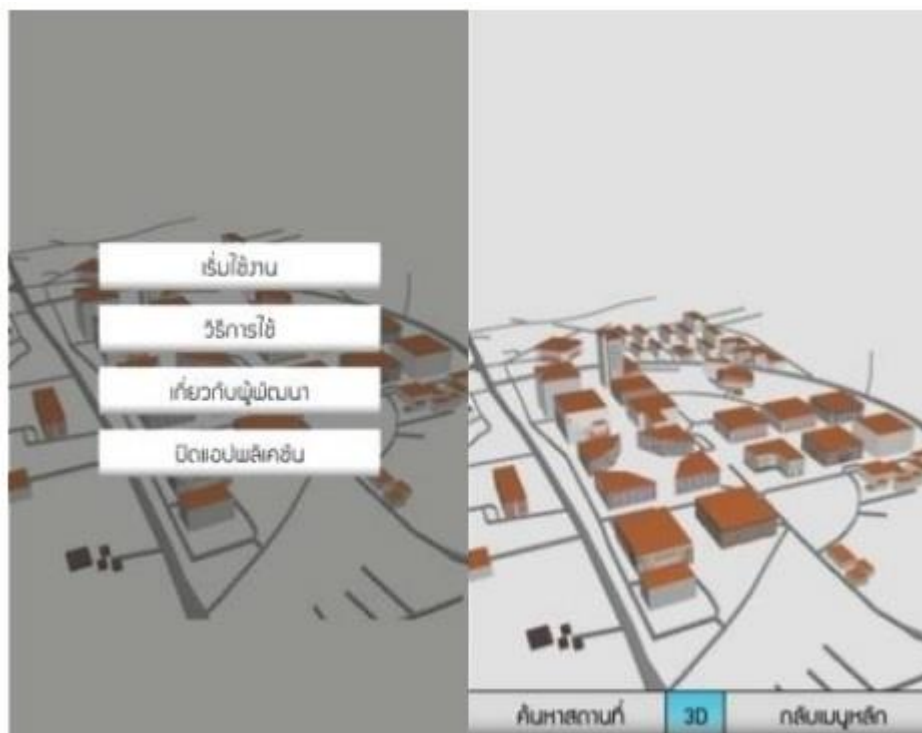 เริ่มใช้งาน
วิธีการใช้
เกี่ยวกับผู้พัฒนา
ปิดแอปพลิเคชัน
ค้นหาสถานที่ 3D กลับเมนูหลัก